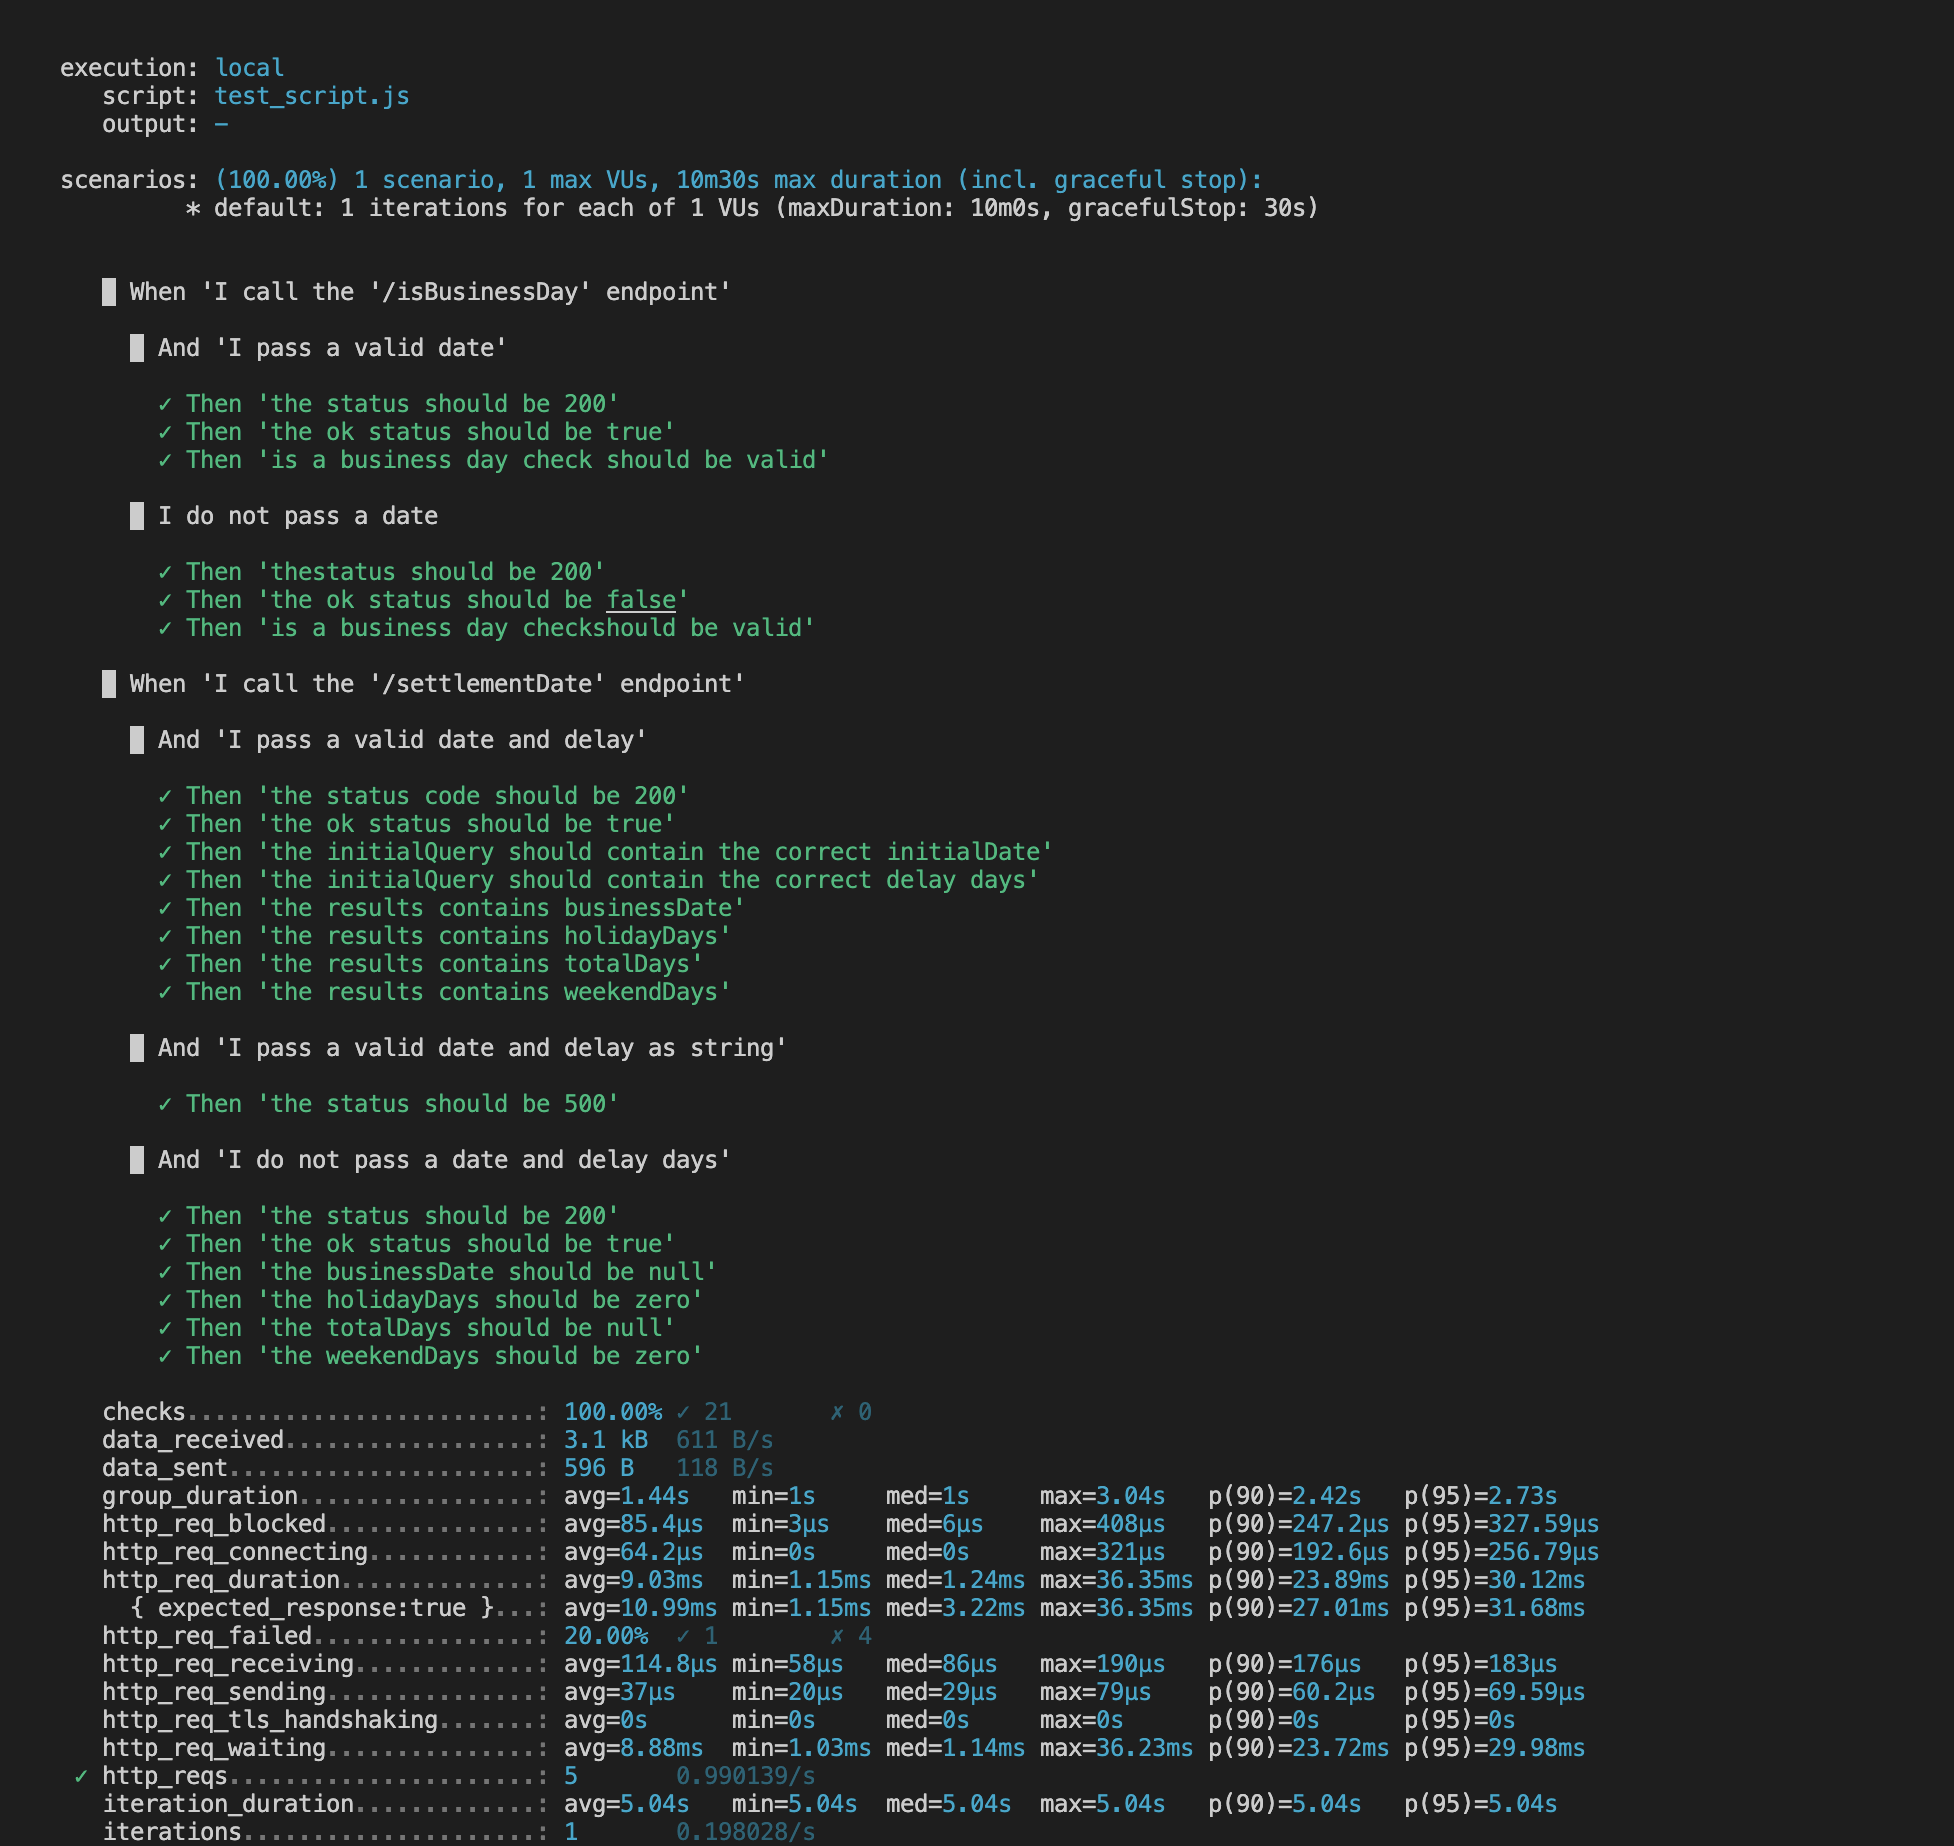 execution: local
script: test_script.js
output: –
scenarios: (100.00%) 1 scenario, 1 max VUs, 10m30s max duration (incl. graceful stop):
* default: 1 iterations for each of 1 VUs (maxDuration: 10m0s, gracefulStop: 30s)
█ When 'I call the '/isBusinessDay' endpoint'
█ And 'I pass a valid date'
✓ Then 'the status should be 200'
✓ Then 'the ok status should be true'
✓ Then 'is a business day check should be valid'
█ I do not pass a date
✓ Then 'thestatus should be 200'
✓ Then 'the ok status should be false'
✓ Then 'is a business day checkshould be valid'
█ When 'I call the '/settlementDate' endpoint'
█ And 'I pass a valid date and delay'
✓ Then 'the status code should be 200'
✓ Then 'the ok status should be true'
✓ Then 'the initialQuery should contain the correct initialDate'
✓ Then 'the initialQuery should contain the correct delay days'
✓ Then 'the results contains businessDate'
✓ Then 'the results contains holidayDays'
✓ Then 'the results contains totalDays'
✓ Then 'the results contains weekendDays'
█ And 'I pass a valid date and delay as string'
✓ Then 'the status should be 500'
█ And 'I do not pass a date and delay days'
✓ Then 'the status should be 200'
✓ Then 'the ok status should be true'
✓ Then 'the businessDate should be null'
✓ Then 'the holidayDays should be zero'
✓ Then 'the totalDays should be null'
✓ Then 'the weekendDays should be zero'
checks.........................: 100.00% ✓ 21 ✗ 0
data_received..................: 3.1 kB 611 B/s
data_sent......................: 596 B 118 B/s
group_duration.................: avg=1.44s min=1s med=1s max=3.04s p(90)=2.42s p(95)=2.73s
http_req_blocked...............: avg=85.4µs min=3µs med=6µs max=408µs p(90)=247.2µs p(95)=327.59µs
http_req_connecting............: avg=64.2µs min=0s med=0s max=321µs p(90)=192.6µs p(95)=256.79µs
http_req_duration..............: avg=9.03ms min=1.15ms med=1.24ms max=36.35ms p(90)=23.89ms p(95)=30.12ms
{ expected_response:true }...: avg=10.99ms min=1.15ms med=3.22ms max=36.35ms p(90)=27.01ms p(95)=31.68ms
http_req_failed................: 20.00% ✓ 1 ✗ 4
http_req_receiving.............: avg=114.8µs min=58µs med=86µs max=190µs p(90)=176µs p(95)=183µs
http_req_sending...............: avg=37µs min=20µs med=29µs max=79µs p(90)=60.2µs p(95)=69.59µs
http_req_tls_handshaking.......: avg=0s min=0s med=0s max=0s p(90)=0s p(95)=0s
http_req_waiting...............: avg=8.88ms min=1.03ms med=1.14ms max=36.23ms p(90)=23.72ms p(95)=29.98ms
✓ http_reqs......................: 5 0.990139/s
iteration_duration.............: avg=5.04s min=5.04s med=5.04s max=5.04s p(90)=5.04s p(95)=5.04s
iterations.....................: 1 0.198028/s